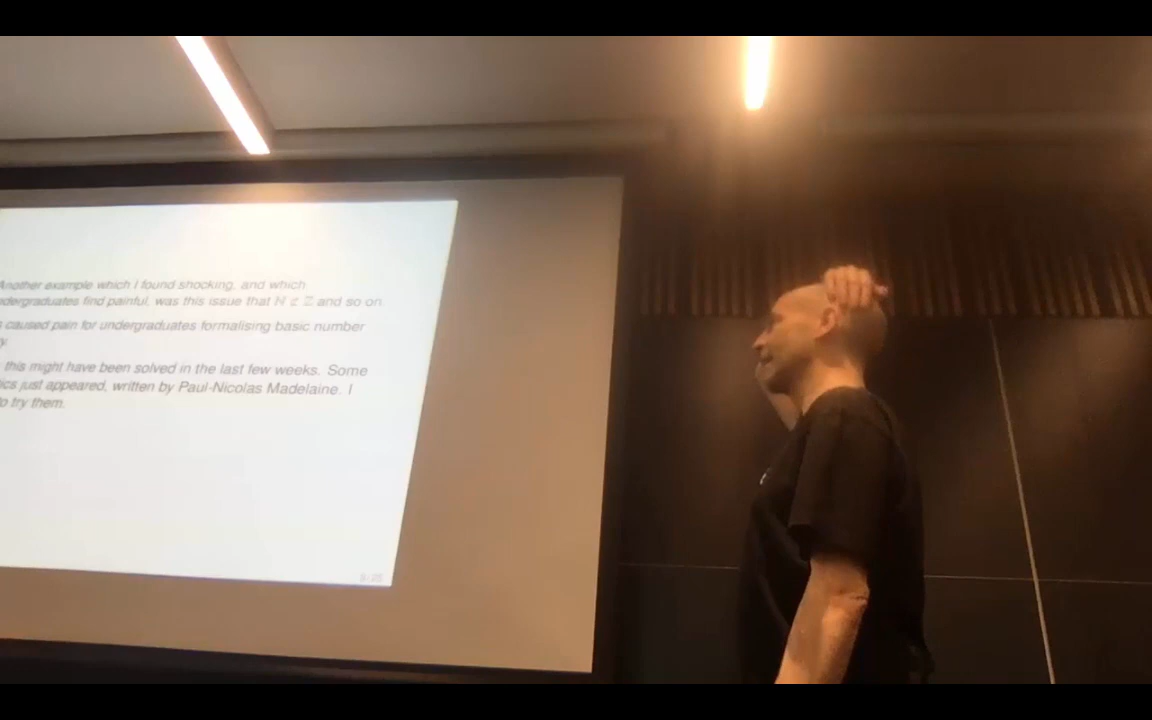 Another example which I found shocking, and which
undergraduates find painful, was this issue that ℕ ⊄ ℤ and so on.
caused pain for undergraduates formalising basic number
this might have been solved in the last few weeks. Some
just appeared, written by Paul-Nicolas Madelaine. I
to try them.